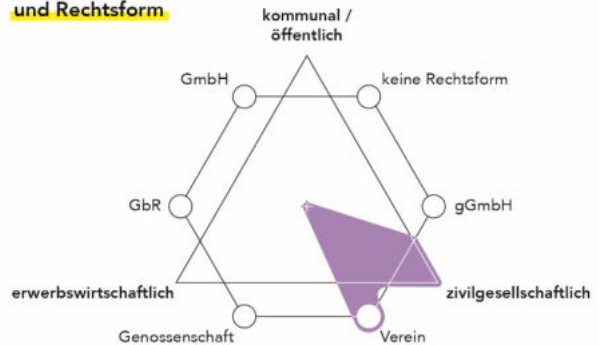 und Rechtsform
kommunal /
öffentlich
GmbH
keine Rechtsform
GbR
gGmbH
erwerbswirtschaftlich
zivilgesellschaftlich
Genossenschaft
Verein